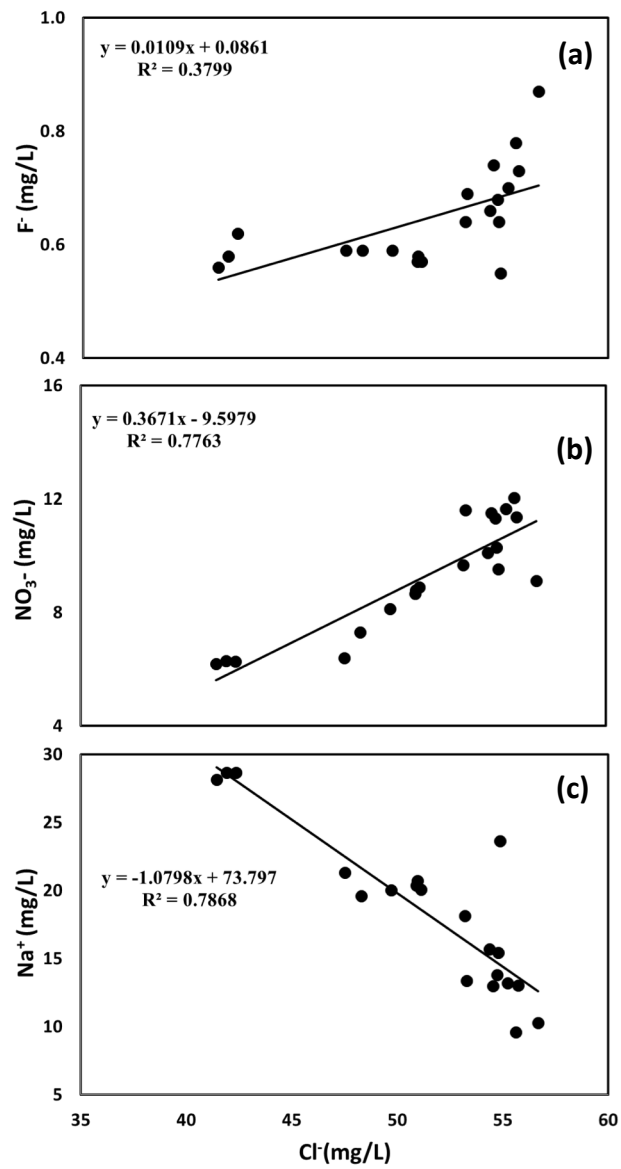 1.0
y = 0.0109x + 0.0861
R² = 0.3799
(a)
0.8
F⁻ (mg/L)
0.6
0.4
16
y = 0.3671x - 9.5979
R² = 0.7763
(b)
12
NO₃- (mg/L)
8
4
30
(c)
25
20
y = -1.0798x + 73.797
R² = 0.7868
Na⁺ (mg/L)
15
10
5
35 40 45 50 55 60
Cl⁻(mg/L)